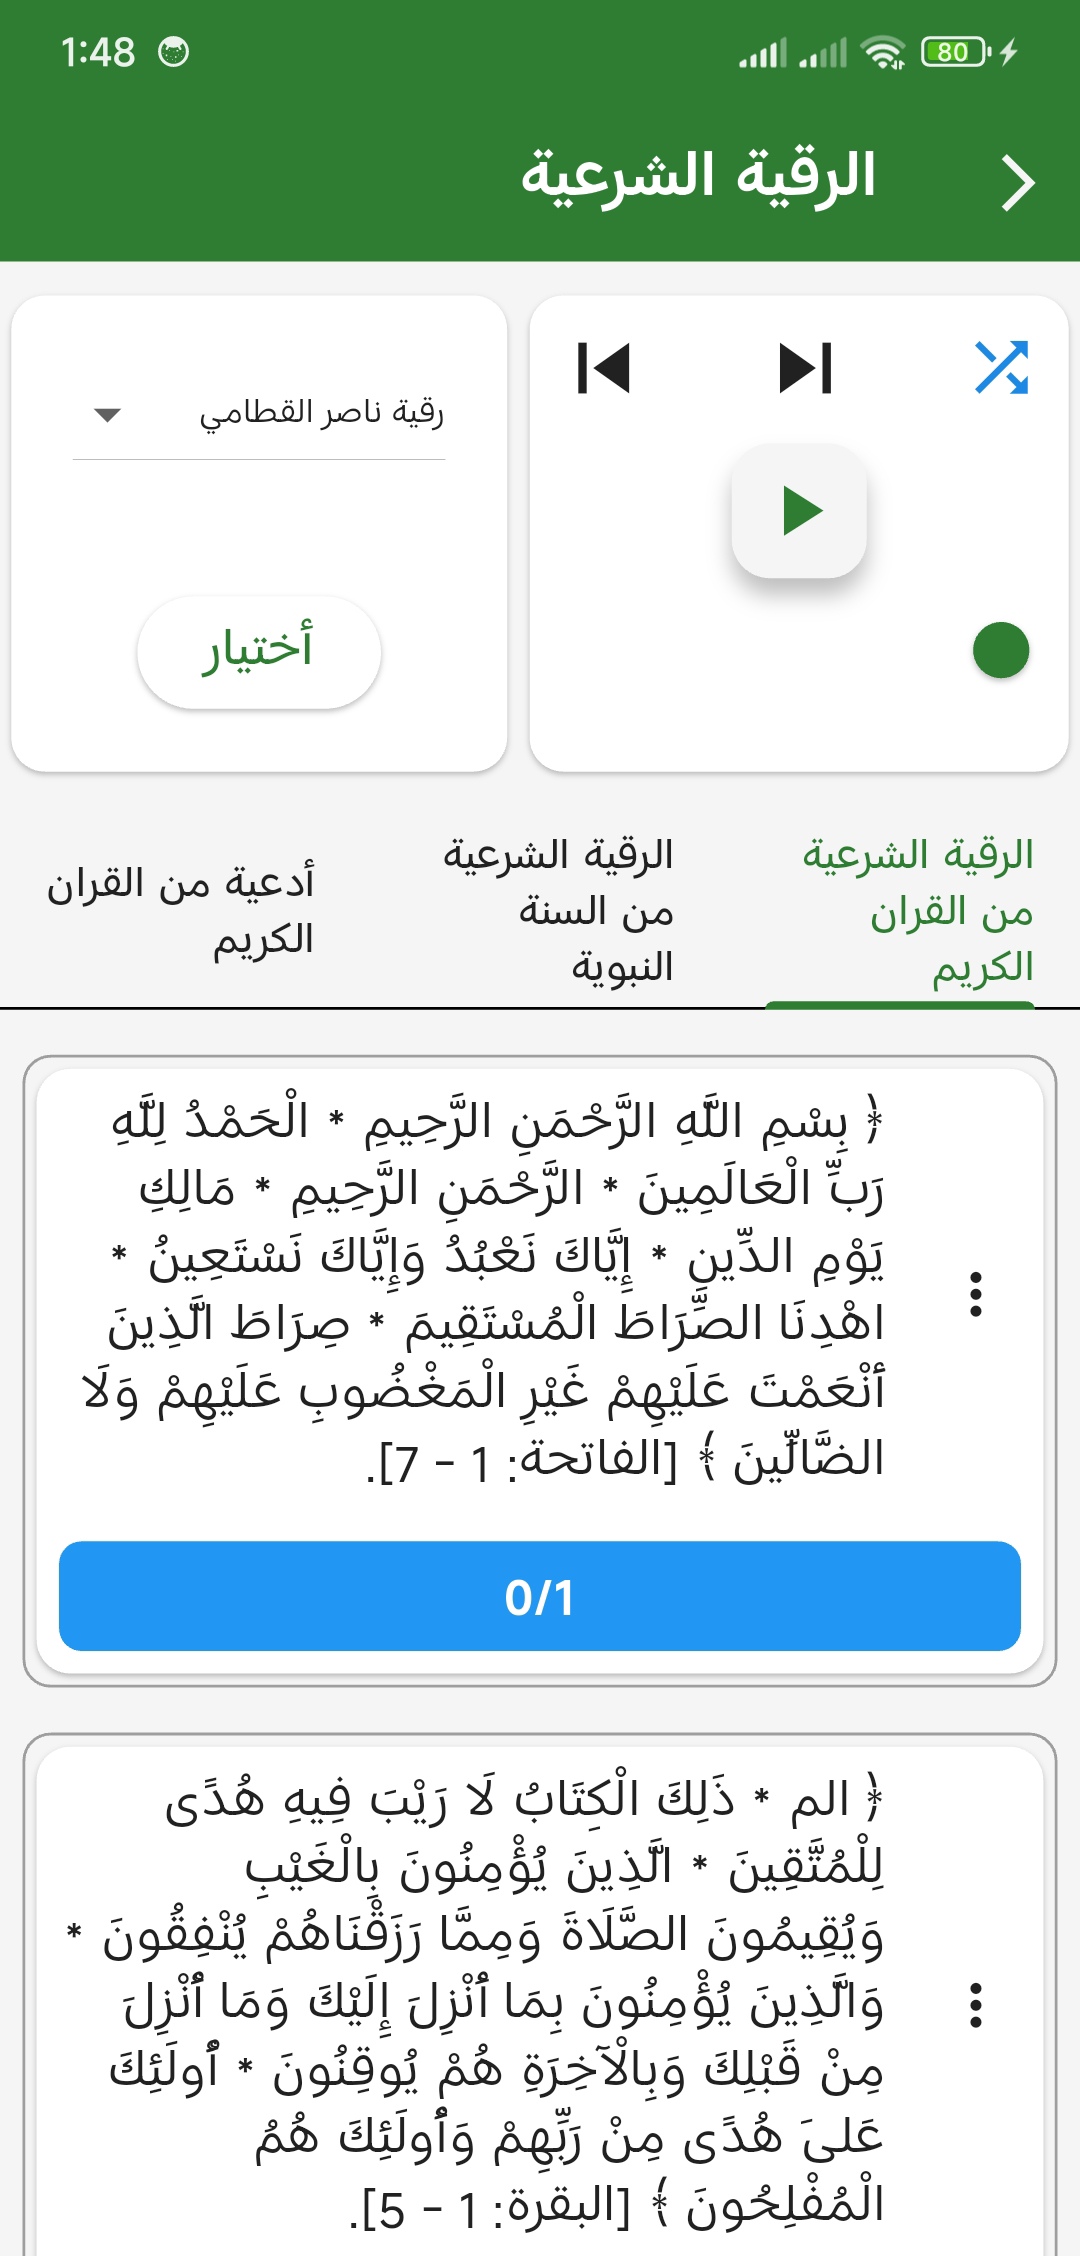 1:48
80
الرقية الشرعية
رقية ناصر القطامي
أختيار
الرقية الشرعية
من القران
الكريم
الرقية الشرعية
من السنة
النبوية
أدعية من القران
الكريم
﴿ بِسْمِ اللَّهِ الرَّحْمَنِ الرَّحِيمِ * الْحَمْدُ لِلَّهِ
رَبِّ الْعَالَمِينَ * الرَّحْمَنِ الرَّحِيمِ * مَالِكِ
يَوْمِ الدِّينِ * إِيَّاكَ نَعْبُدُ وَإِيَّاكَ نَسْتَعِينُ *
اهْدِنَا الصِّرَاطَ الْمُسْتَقِيمَ * صِرَاطَ الَّذِينَ
أَنْعَمْتَ عَلَيْهِمْ غَيْرِ الْمَغْضُوبِ عَلَيْهِمْ وَلَا
الضَّالِّينَ ﴾ [الفاتحة: 1 - 7].
0/1
﴿ الم * ذَلِكَ الْكِتَابُ لَا رَيْبَ فِيهِ هُدًى
لِلْمُتَّقِينَ * الَّذِينَ يُؤْمِنُونَ بِالْغَيْبِ
وَيُقِيمُونَ الصَّلَاةَ وَمِمَّا رَزَقْنَاهُمْ يُنْفِقُونَ *
وَالَّذِينَ يُؤْمِنُونَ بِمَا أُنْزِلَ إِلَيْكَ وَمَا أُنْزِلَ
مِنْ قَبْلِكَ وَبِالْآخِرَةِ هُمْ يُوقِنُونَ * أُولَئِكَ
عَلَى هُدًى مِنْ رَبِّهِمْ وَأُولَئِكَ هُمُ
الْمُفْلِحُونَ ﴾ [البقرة: 1 - 5].